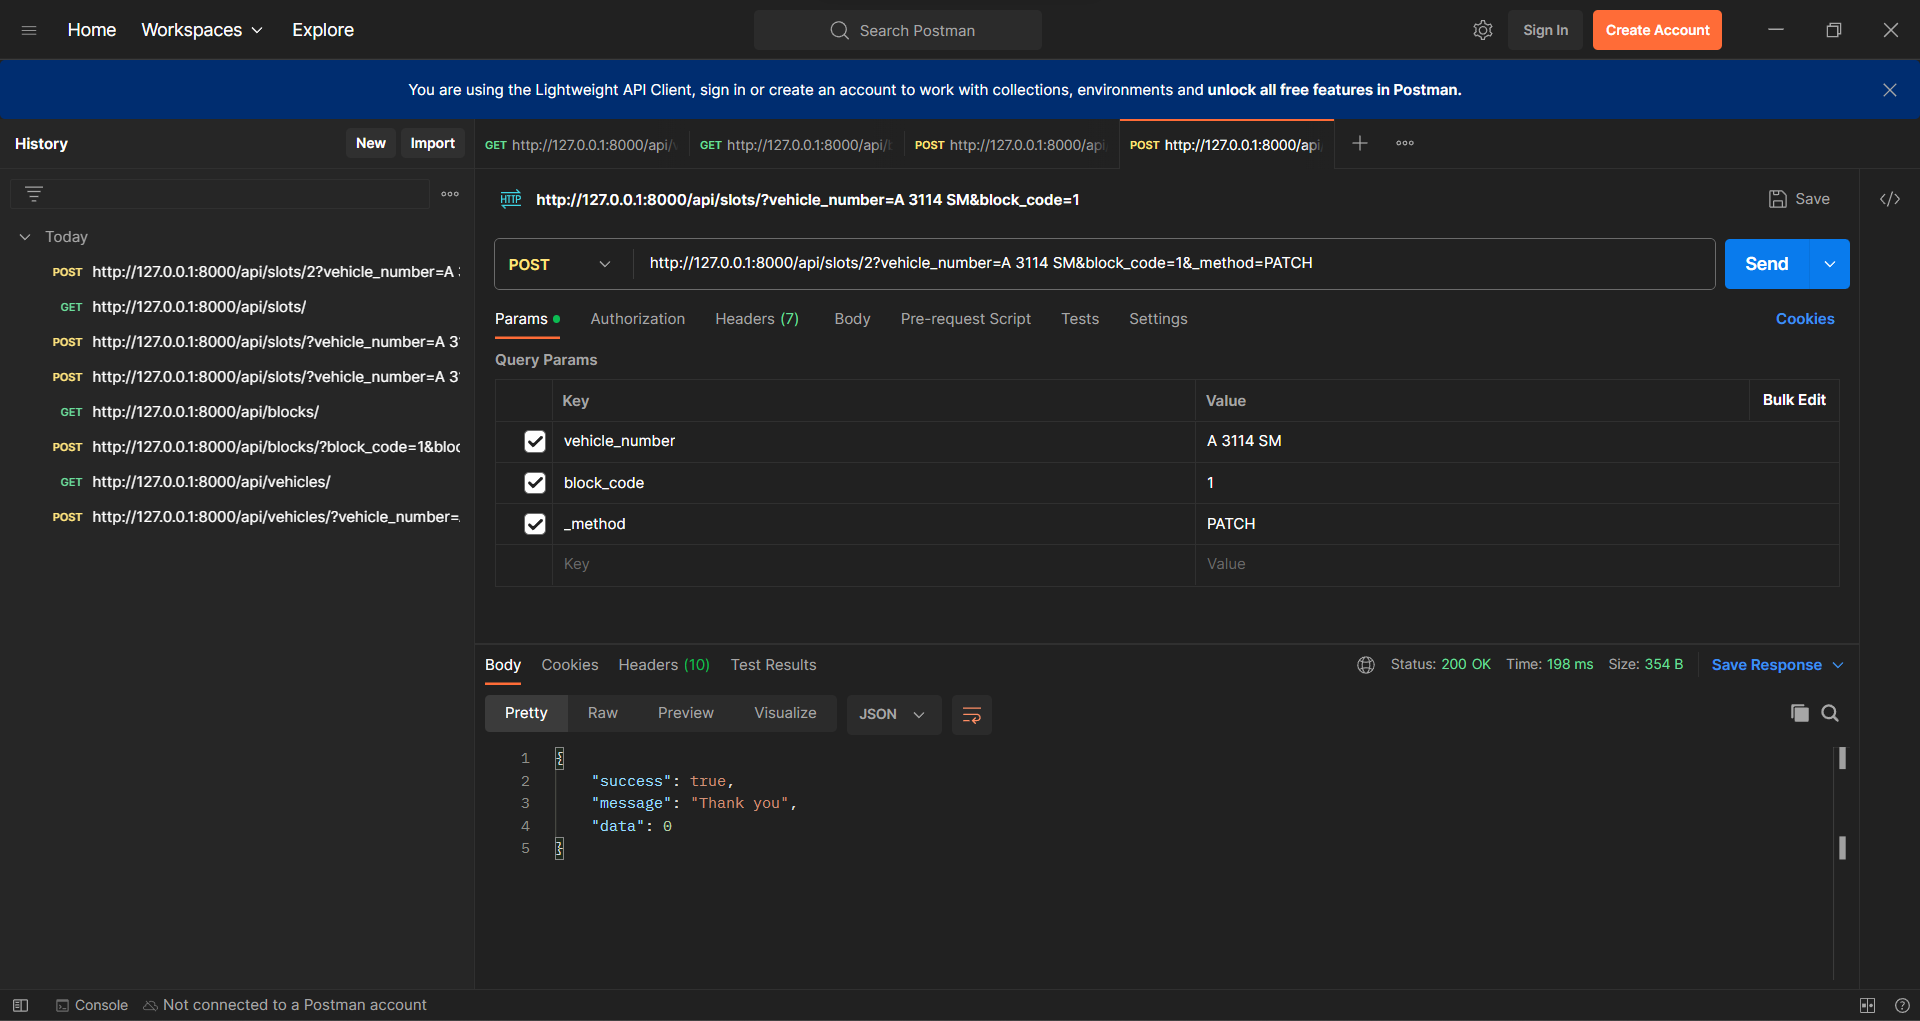 Home Workspaces Explore Search Postman Sign In Create Account
You are using the Lightweight API Client, sign in or create an account to work with collections, environments and unlock all free features in Postman.
History New Import
GET http://127.0.0.1:8000/api/ GET http://127.0.0.1:8000/api/ POST http://127.0.0.1:8000/api POST http://127.0.0.1:8000/api
HTTP http://127.0.0.1:8000/api/slots/?vehicle_number=A 3114 SM&block_code=1 Save </>
Today
POST http://127.0.0.1:8000/api/slots/2?vehicle_number=A
GET http://127.0.0.1:8000/api/slots/
POST http://127.0.0.1:8000/api/slots/?vehicle_number=A 3
POST http://127.0.0.1:8000/api/slots/?vehicle_number=A 3
GET http://127.0.0.1:8000/api/blocks/
POST http://127.0.0.1:8000/api/blocks/?block_code=1&bloc
GET http://127.0.0.1:8000/api/vehicles/
POST http://127.0.0.1:8000/api/vehicles/?vehicle_number=
POST http://127.0.0.1:8000/api/slots/2?vehicle_number=A 3114 SM&block_code=1&_method=PATCH Send
Params Authorization Headers (7) Body Pre-request Script Tests Settings Cookies
Query Params
Key Value Bulk Edit
vehicle_number A 3114 SM
block_code 1
_method PATCH
Key Value
Body Cookies Headers (10) Test Results Status: 200 OK Time: 198 ms Size: 354 B Save Response
Pretty Raw Preview Visualize JSON
1 {
2 "success": true,
3 "message": "Thank you",
4 "data": 0
5 }
Console Not connected to a Postman account